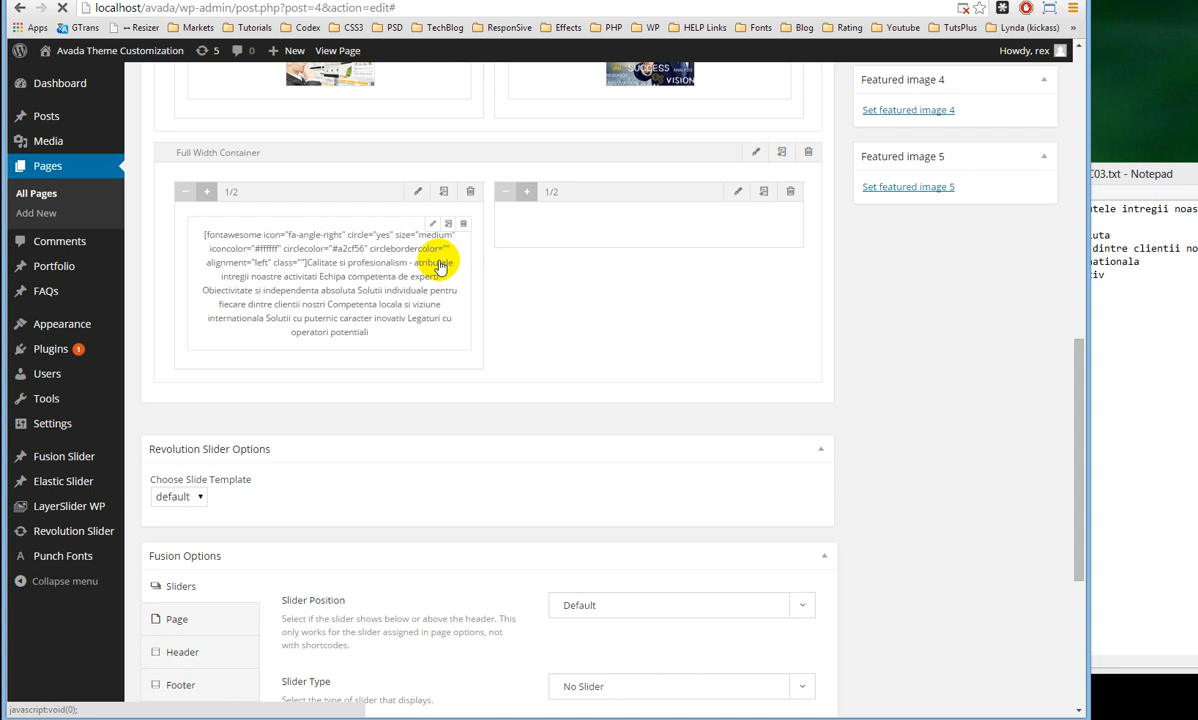 localhost/avada/wp-admin/post.php?post=4&action=edit#
Apps GTrans ↔ Resizer Markets Tutorials Codex CSS3 PSD TechBlog ResponSive Effects PHP WP HELP Links Fonts Blog Rating Youtube TutsPlus Lynda (kickass) »
Avada Theme Customization 5 0 New View Page Howdy, rex
Dashboard
Posts
Media
Pages
All Pages
Add New
Comments
Portfolio
FAQs
Appearance
Plugins 1
Users
Tools
Settings
Fusion Slider
Elastic Slider
LayerSlider WP
Revolution Slider
Punch Fonts
Collapse menu
SUCCESS
VISION
Full Width Container
1/2
1/2
[fontawesome icon="fa-angle-right" circle="yes" size="medium"
iconcolor="#ffffff" circlecolor="#a2cf56" circlebordercolor=""
alignment="left" class=""]Calitate si profesionalism - atributele
intregii noastre activitati Echipa competenta de experti
Obiectivitate si independenta absoluta Solutii individuale pentru
fiecare dintre clientii nostri Competenta locala si viziune
internationala Solutii cu puternic caracter inovativ Legaturi cu
operatori potentiali
Revolution Slider Options
Choose Slide Template
default
Fusion Options
Sliders
Page
Header
Footer
Slider Position
Select if the slider shows below or above the header. This
only works for the slider assigned in page options, not
with shortcodes.
Default
Slider Type
Select the type of slider that displays.
No Slider
Featured image 4
Set featured image 4
Featured image 5
Set featured image 5
03.txt - Notepad
utele intregii noas
uta
dintre clientii no
nationala
iv
javascript:void(0);